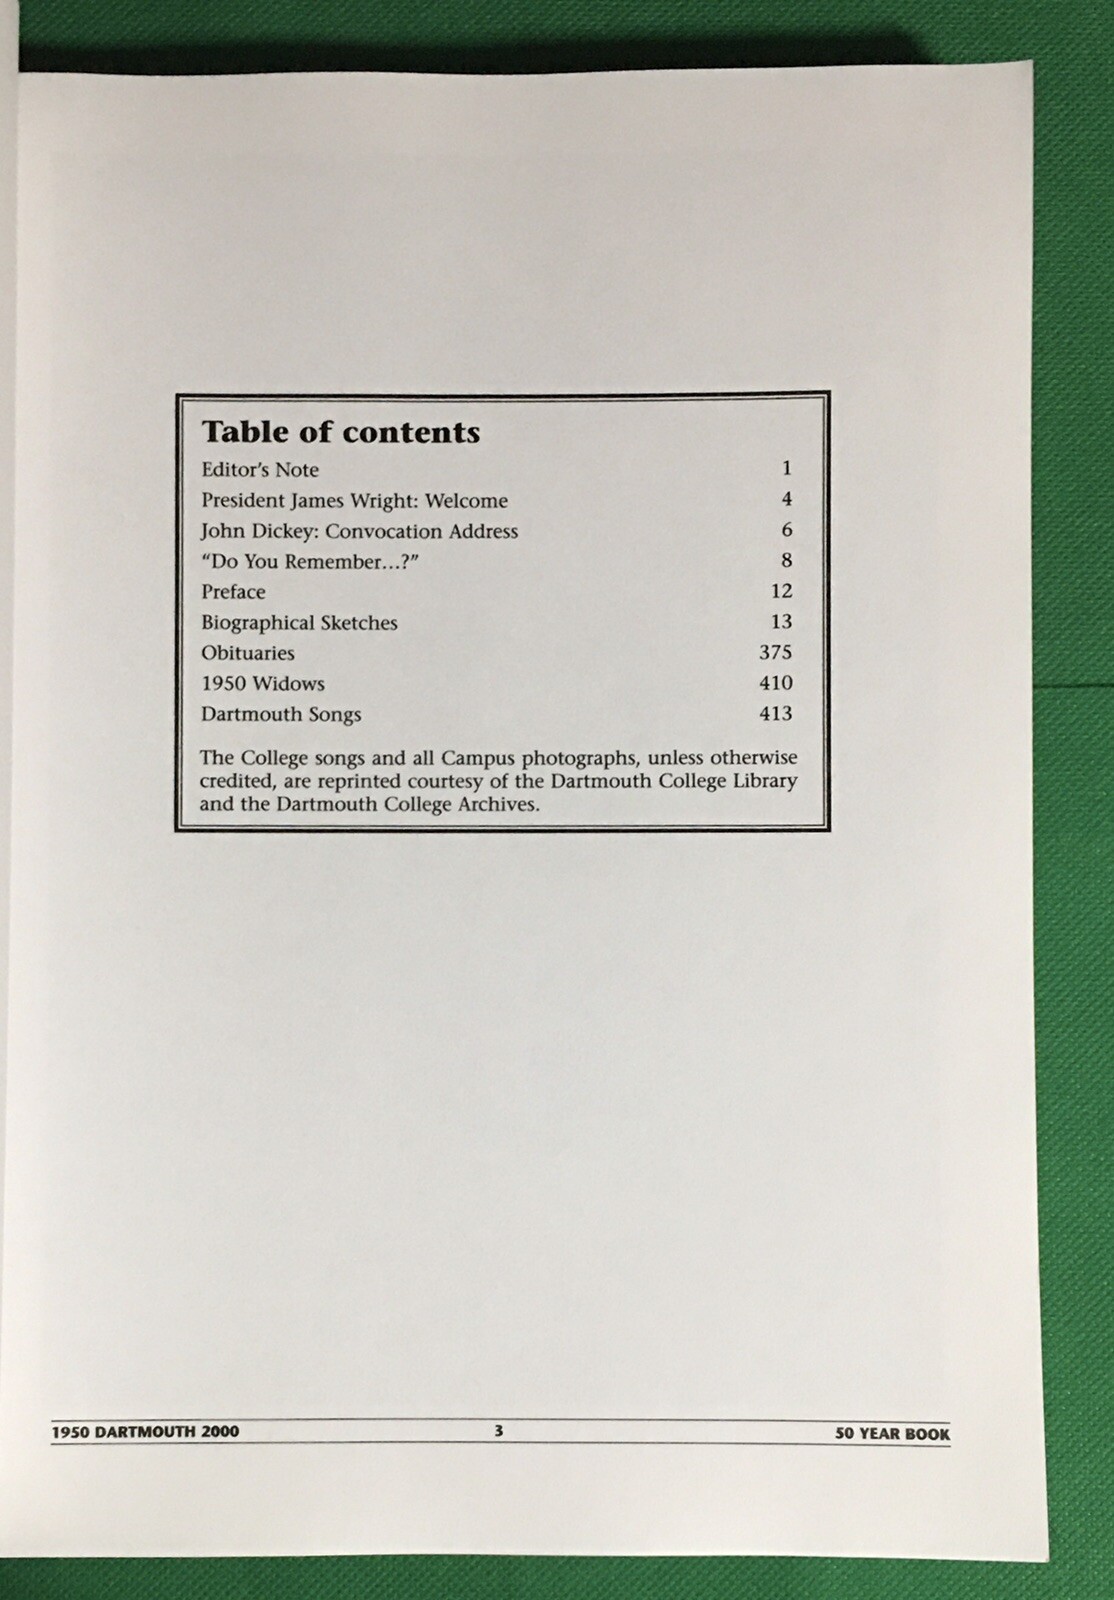 Table of contents
Editor's Note 1
President James Wright: Welcome 4
John Dickey: Convocation Address 6
“Do You Remember...?” 8
Preface 12
Biographical Sketches 13
Obituaries 375
1950 Widows 410
Dartmouth Songs 413
The College songs and all Campus photographs, unless otherwise
credited, are reprinted courtesy of the Dartmouth College Library
and the Dartmouth College Archives.
1950 DARTMOUTH 2000 3 50 YEAR BOOK